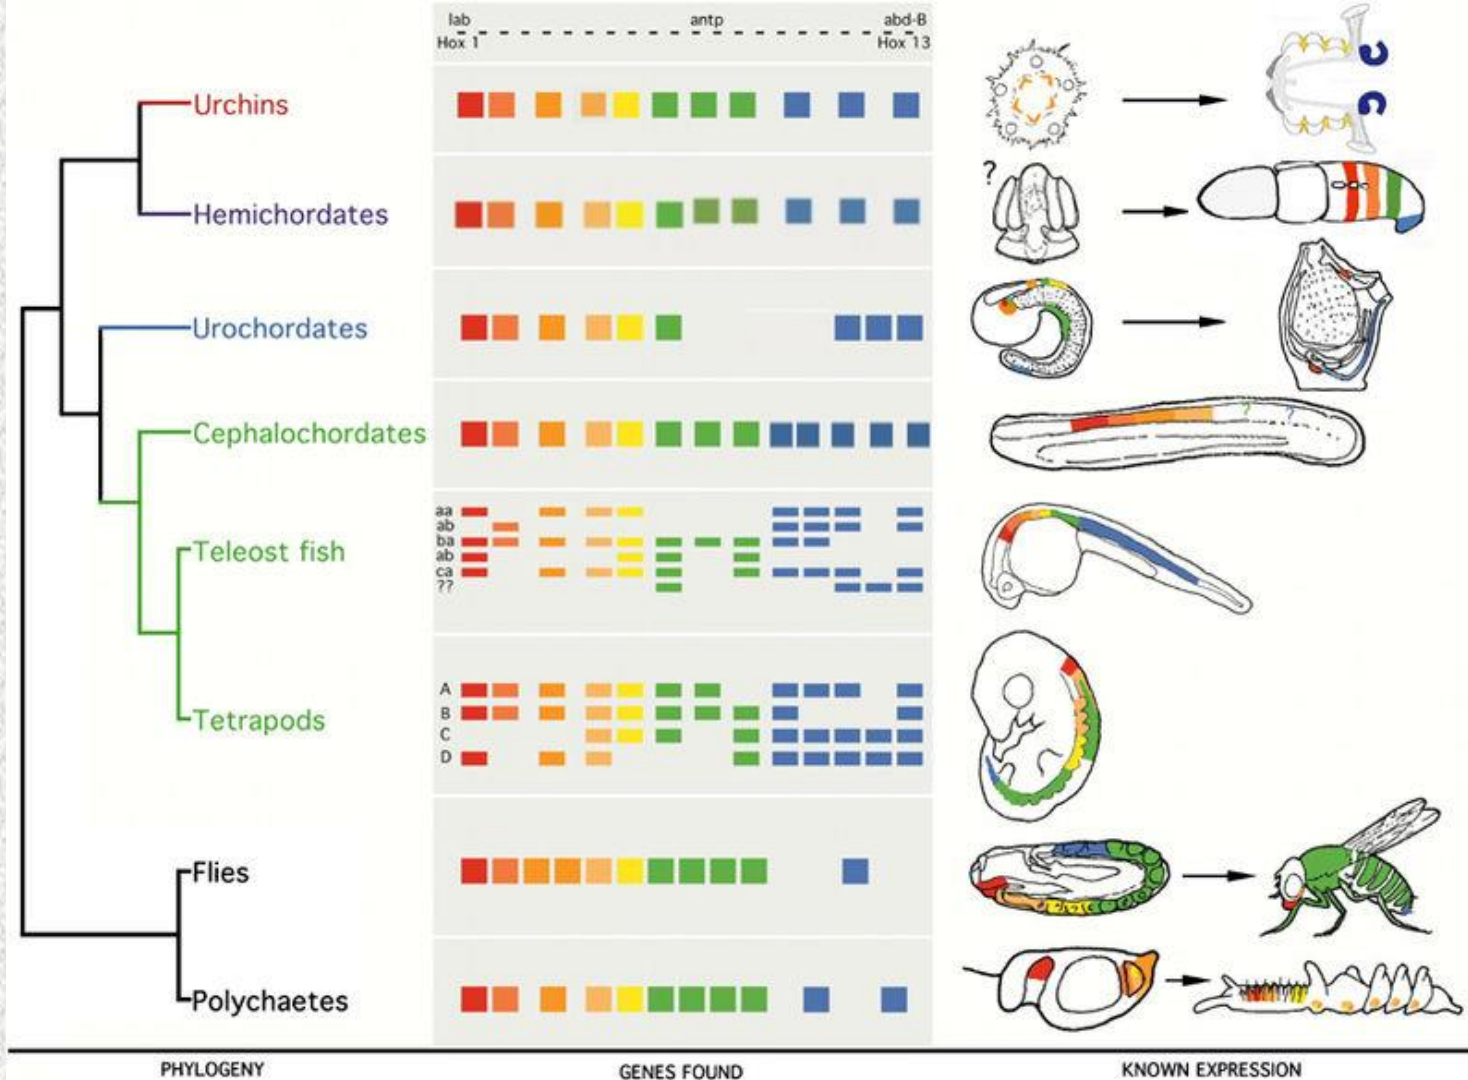 lab antp abd-B
Hox 1 Hox 13
Urchins
Hemichordates
?
Urochordates
Cephalochordates
? ?
aa
ab
ba
ab
ca
??
Teleost fish
A
B
C
D
Tetrapods
Flies
Polychaetes
PHYLOGENY GENES FOUND KNOWN EXPRESSION